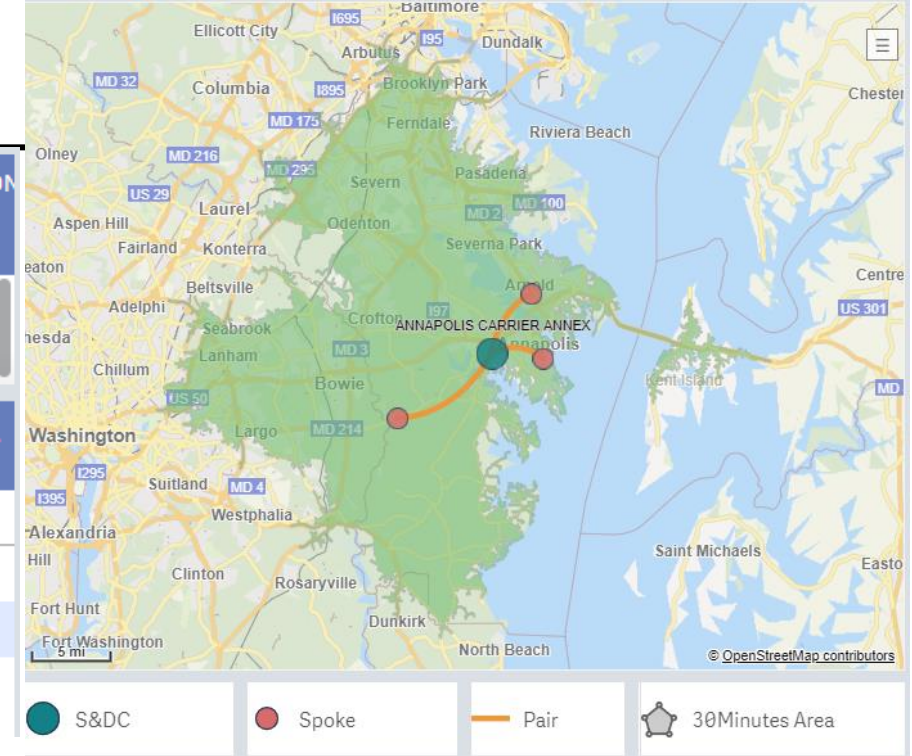 Baltimore
I695
Ellicott City
I95
Dundalk
Arbutus
MD 32
Columbia
I895
Brooklyn Park
Chester
MD 175
Ferndale
Riviera Beach
Olney
MD 216
MD 295
Pasadena
Severn
US 29
MD 100
Laurel
MD 2
Aspen Hill
Odenton
Fairland
Konterra
Severna Park
eaton
Centre
Beltsville
Arnold
Adelphi
I97
US 301
Crofton
ANNAPOLIS CARRIER ANNEX
Seabrook
hesda
Annapolis
MD 3
Lanham
Chillum
Bowie
Kent Island
MD
US 50
Largo
MD 214
Washington
I295
Suitland
MD 4
I395
Westphalia
Alexandria
Saint Michaels
Hill
Easto
Clinton
Rosaryville
Fort Hunt
Dunkirk
Fort Washington
North Beach
5 mi
© OpenStreetMap contributors
S&DC
Spoke
Pair
30Minutes Area